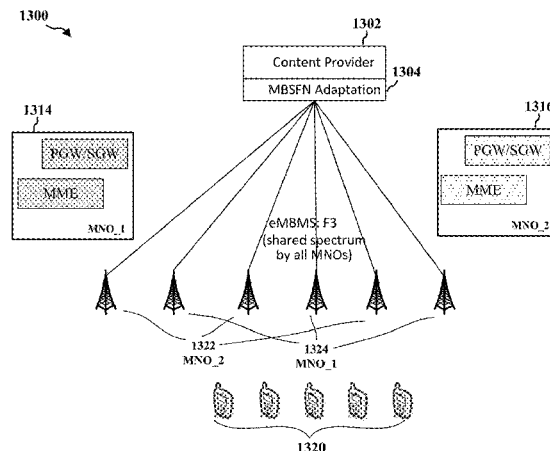 1300
1302
Content Provider
1304
MBSFN Adaptation
1314
PGW/SGW
MME
MNO_1
1316
PGW/SGW
MME
MNO_2
eMBMS: F3
(shared spectrum
by all MNOs)
1322
MNO_2
1324
MNO_1
1320